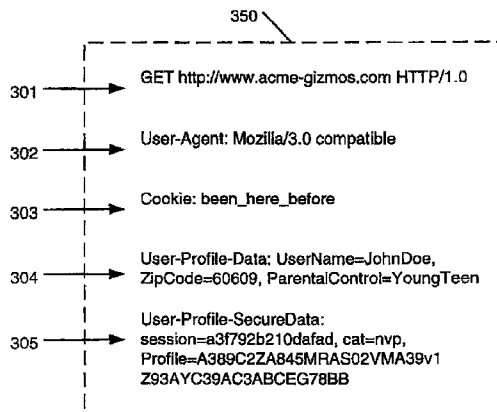 350
301 GET http://www.acme-gizmos.com HTTP/1.0
302 User-Agent: Mozilla/3.0 compatible
303 Cookie: been_here_before
304 User-Profile-Data: UserName=JohnDoe,
ZipCode=60609, ParentalControl=YoungTeen
305 User-Profile-SecureData:
session=a3f792b210dafad, cat=nvp,
Profile=A389C2ZA845MRAS02VMA39v1
Z93AYC39AC3ABCEG78BB